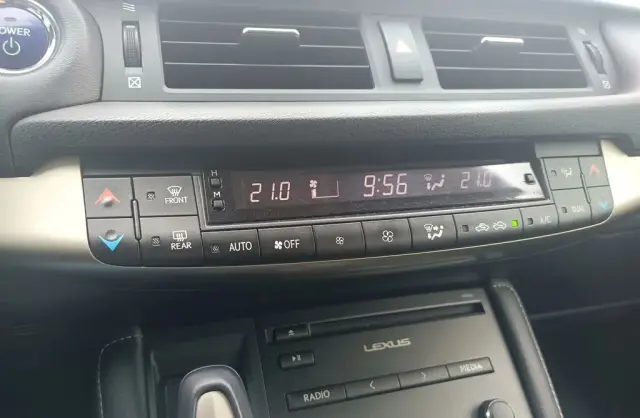 POWER
H
M
21.0 9:56 21.0
FRONT
REAR
AUTO
OFF
A/C
DUAL
LEXUS
RADIO
MEDIA